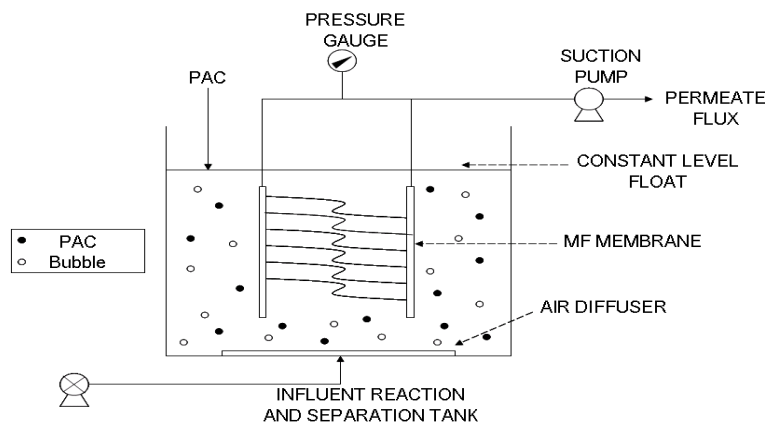 PRESSURE
GAUGE
SUCTION
PUMP
PAC
PERMEATE
FLUX
CONSTANT LEVEL
FLOAT
MF MEMBRANE
PAC
Bubble
AIR DIFFUSER
INFLUENT REACTION
AND SEPARATION TANK